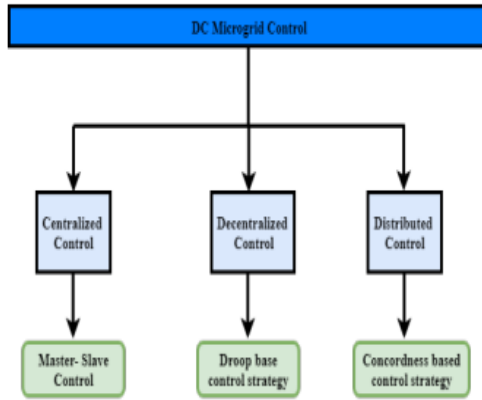 DC Microgrid Control
Centralized
Control
Decentralized
Control
Distributed
Control
Master- Slave
Control
Droop base
control strategy
Concordness based
control strategy